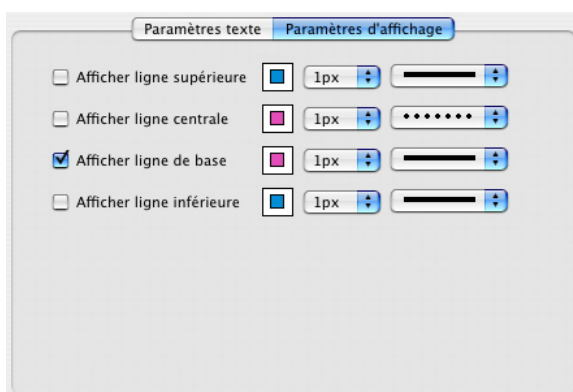 Paramètres texte Paramètres d'affichage
Afficher ligne supérieure 1px
Afficher ligne centrale 1px
Afficher ligne de base 1px
Afficher ligne inférieure 1px